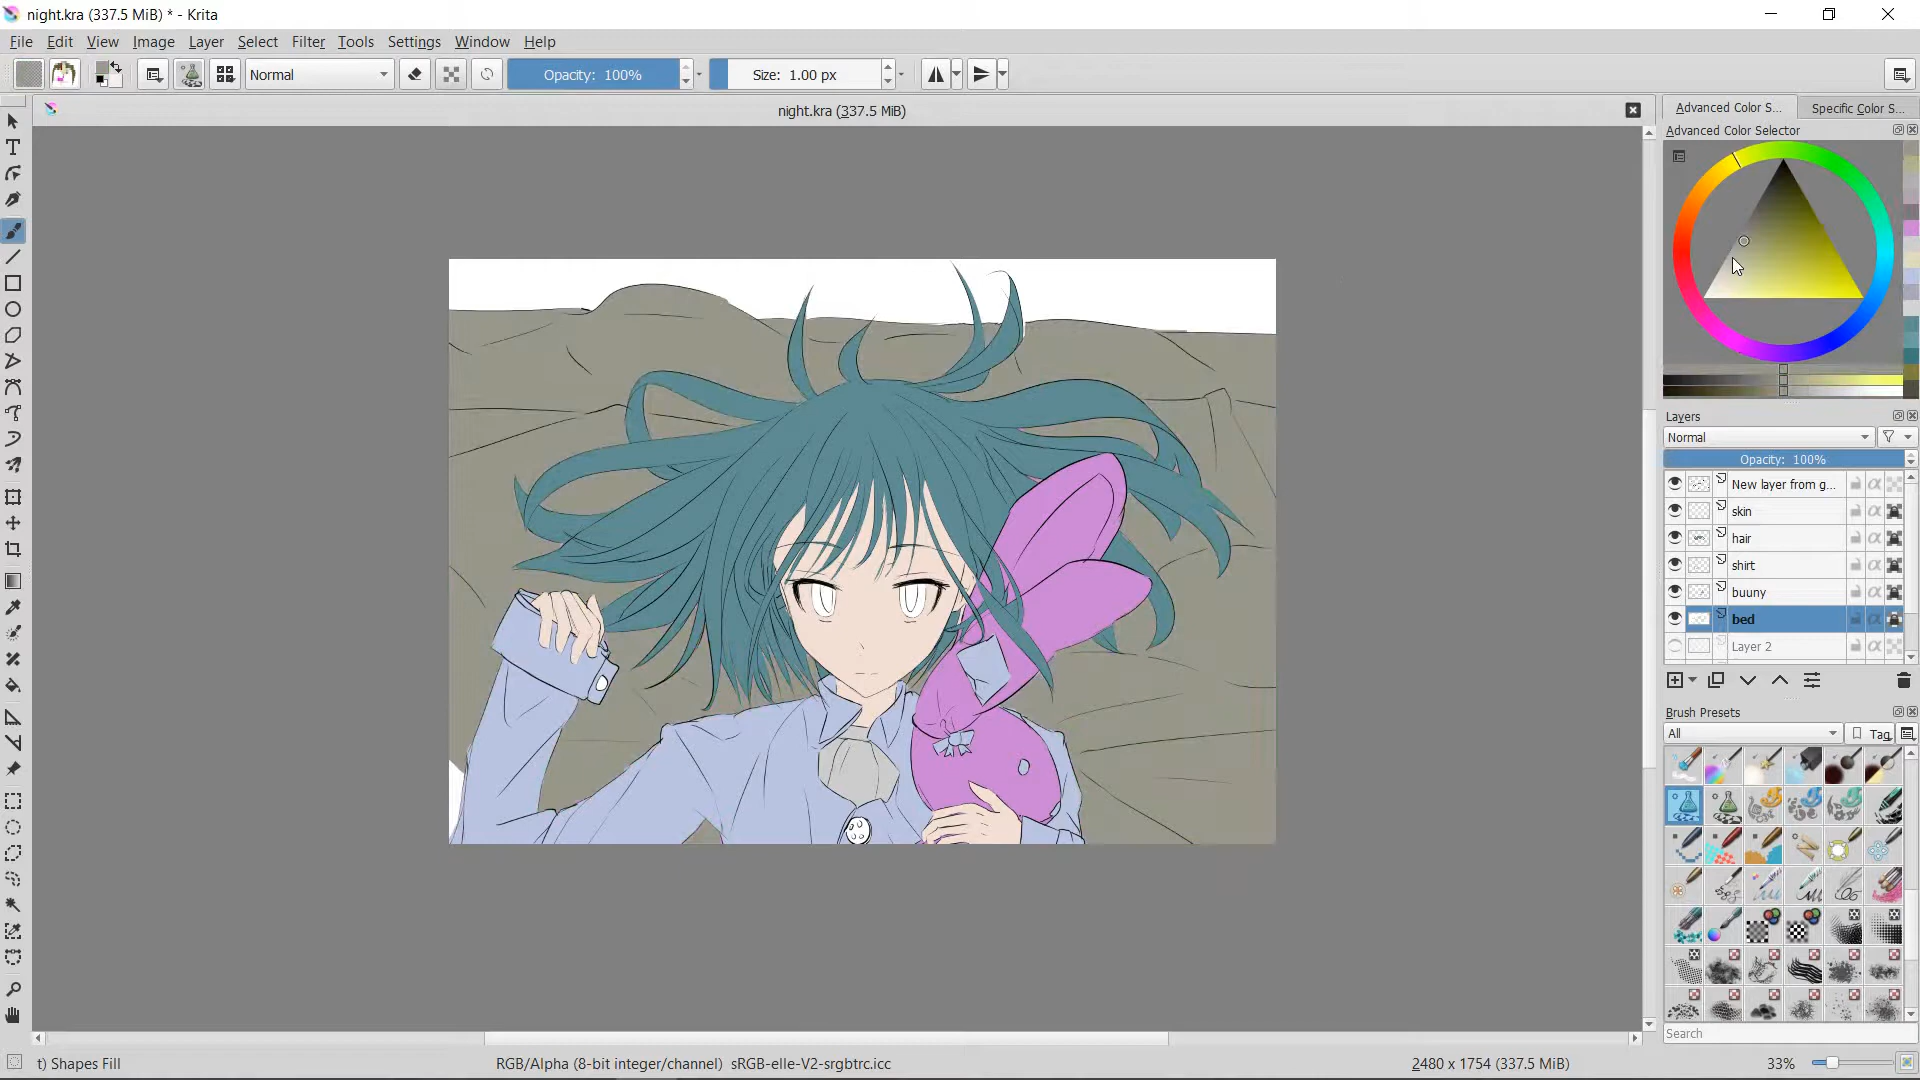 night.kra (337.5 MiB) * - Krita
File Edit View Image Layer Select Filter Tools Settings Window Help
Normal Opacity: 100% Size: 1.00 px
night.kra (337.5 MiB)
Advanced Color S... Specific Color S...
Advanced Color Selector
Layers
Normal
Opacity: 100%
New layer from g...
skin
hair
shirt
buuny
bed
Layer 2
Brush Presets
All Tag
Search
t) Shapes Fill RGB/Alpha (8-bit integer/channel) sRGB-elle-V2-srgbtrc.icc 2480 x 1754 (337.5 MiB) 33%